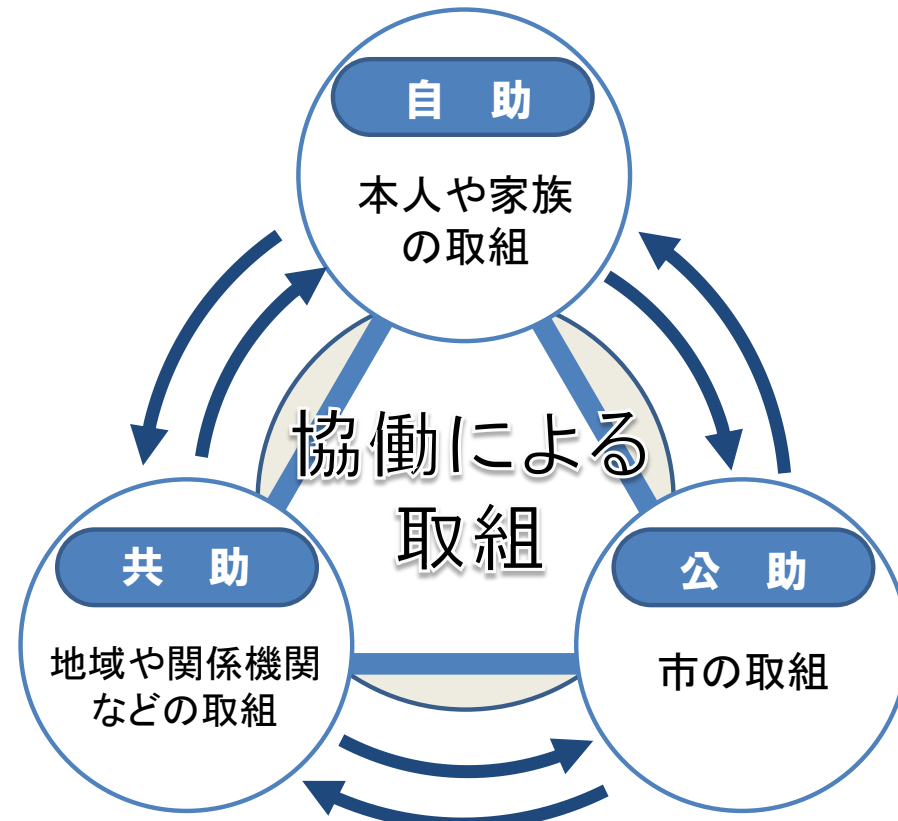 自　助
本人や家族
の取組
協働による
取組
共　助
地域や関係機関
などの取組
公　助
市の取組